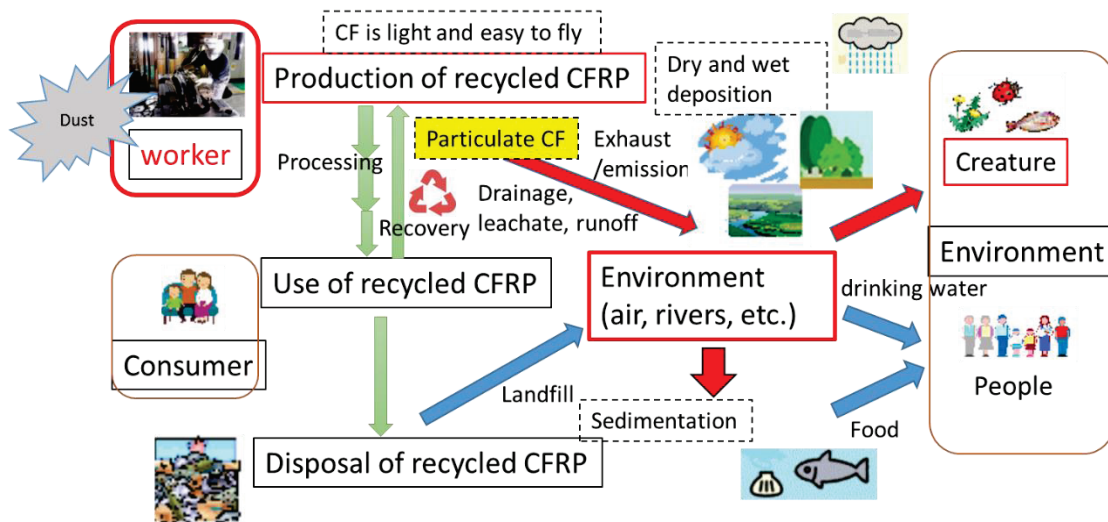 CF is light and easy to fly
Production of recycled CFRP
Dry and wet
deposition
Dust
worker
Processing
Particulate CF
Exhaust
/emission
Creature
Recovery
Drainage,
leachate, runoff
Use of recycled CFRP
Environment
(air, rivers, etc.)
Environment
drinking water
Consumer
People
Landfill
Sedimentation
Food
Disposal of recycled CFRP